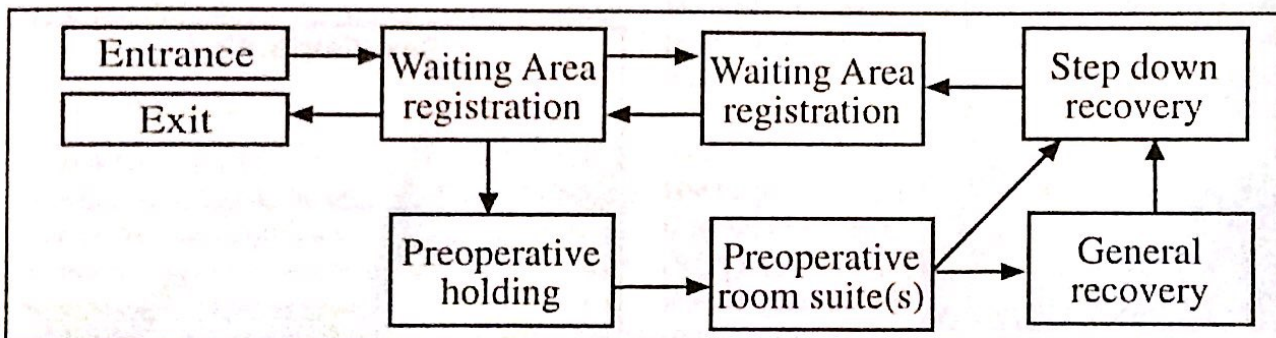 Entrance
Exit
Waiting Area
registration
Waiting Area
registration
Step down
recovery
Preoperative
holding
Preoperative
room suite(s)
General
recovery